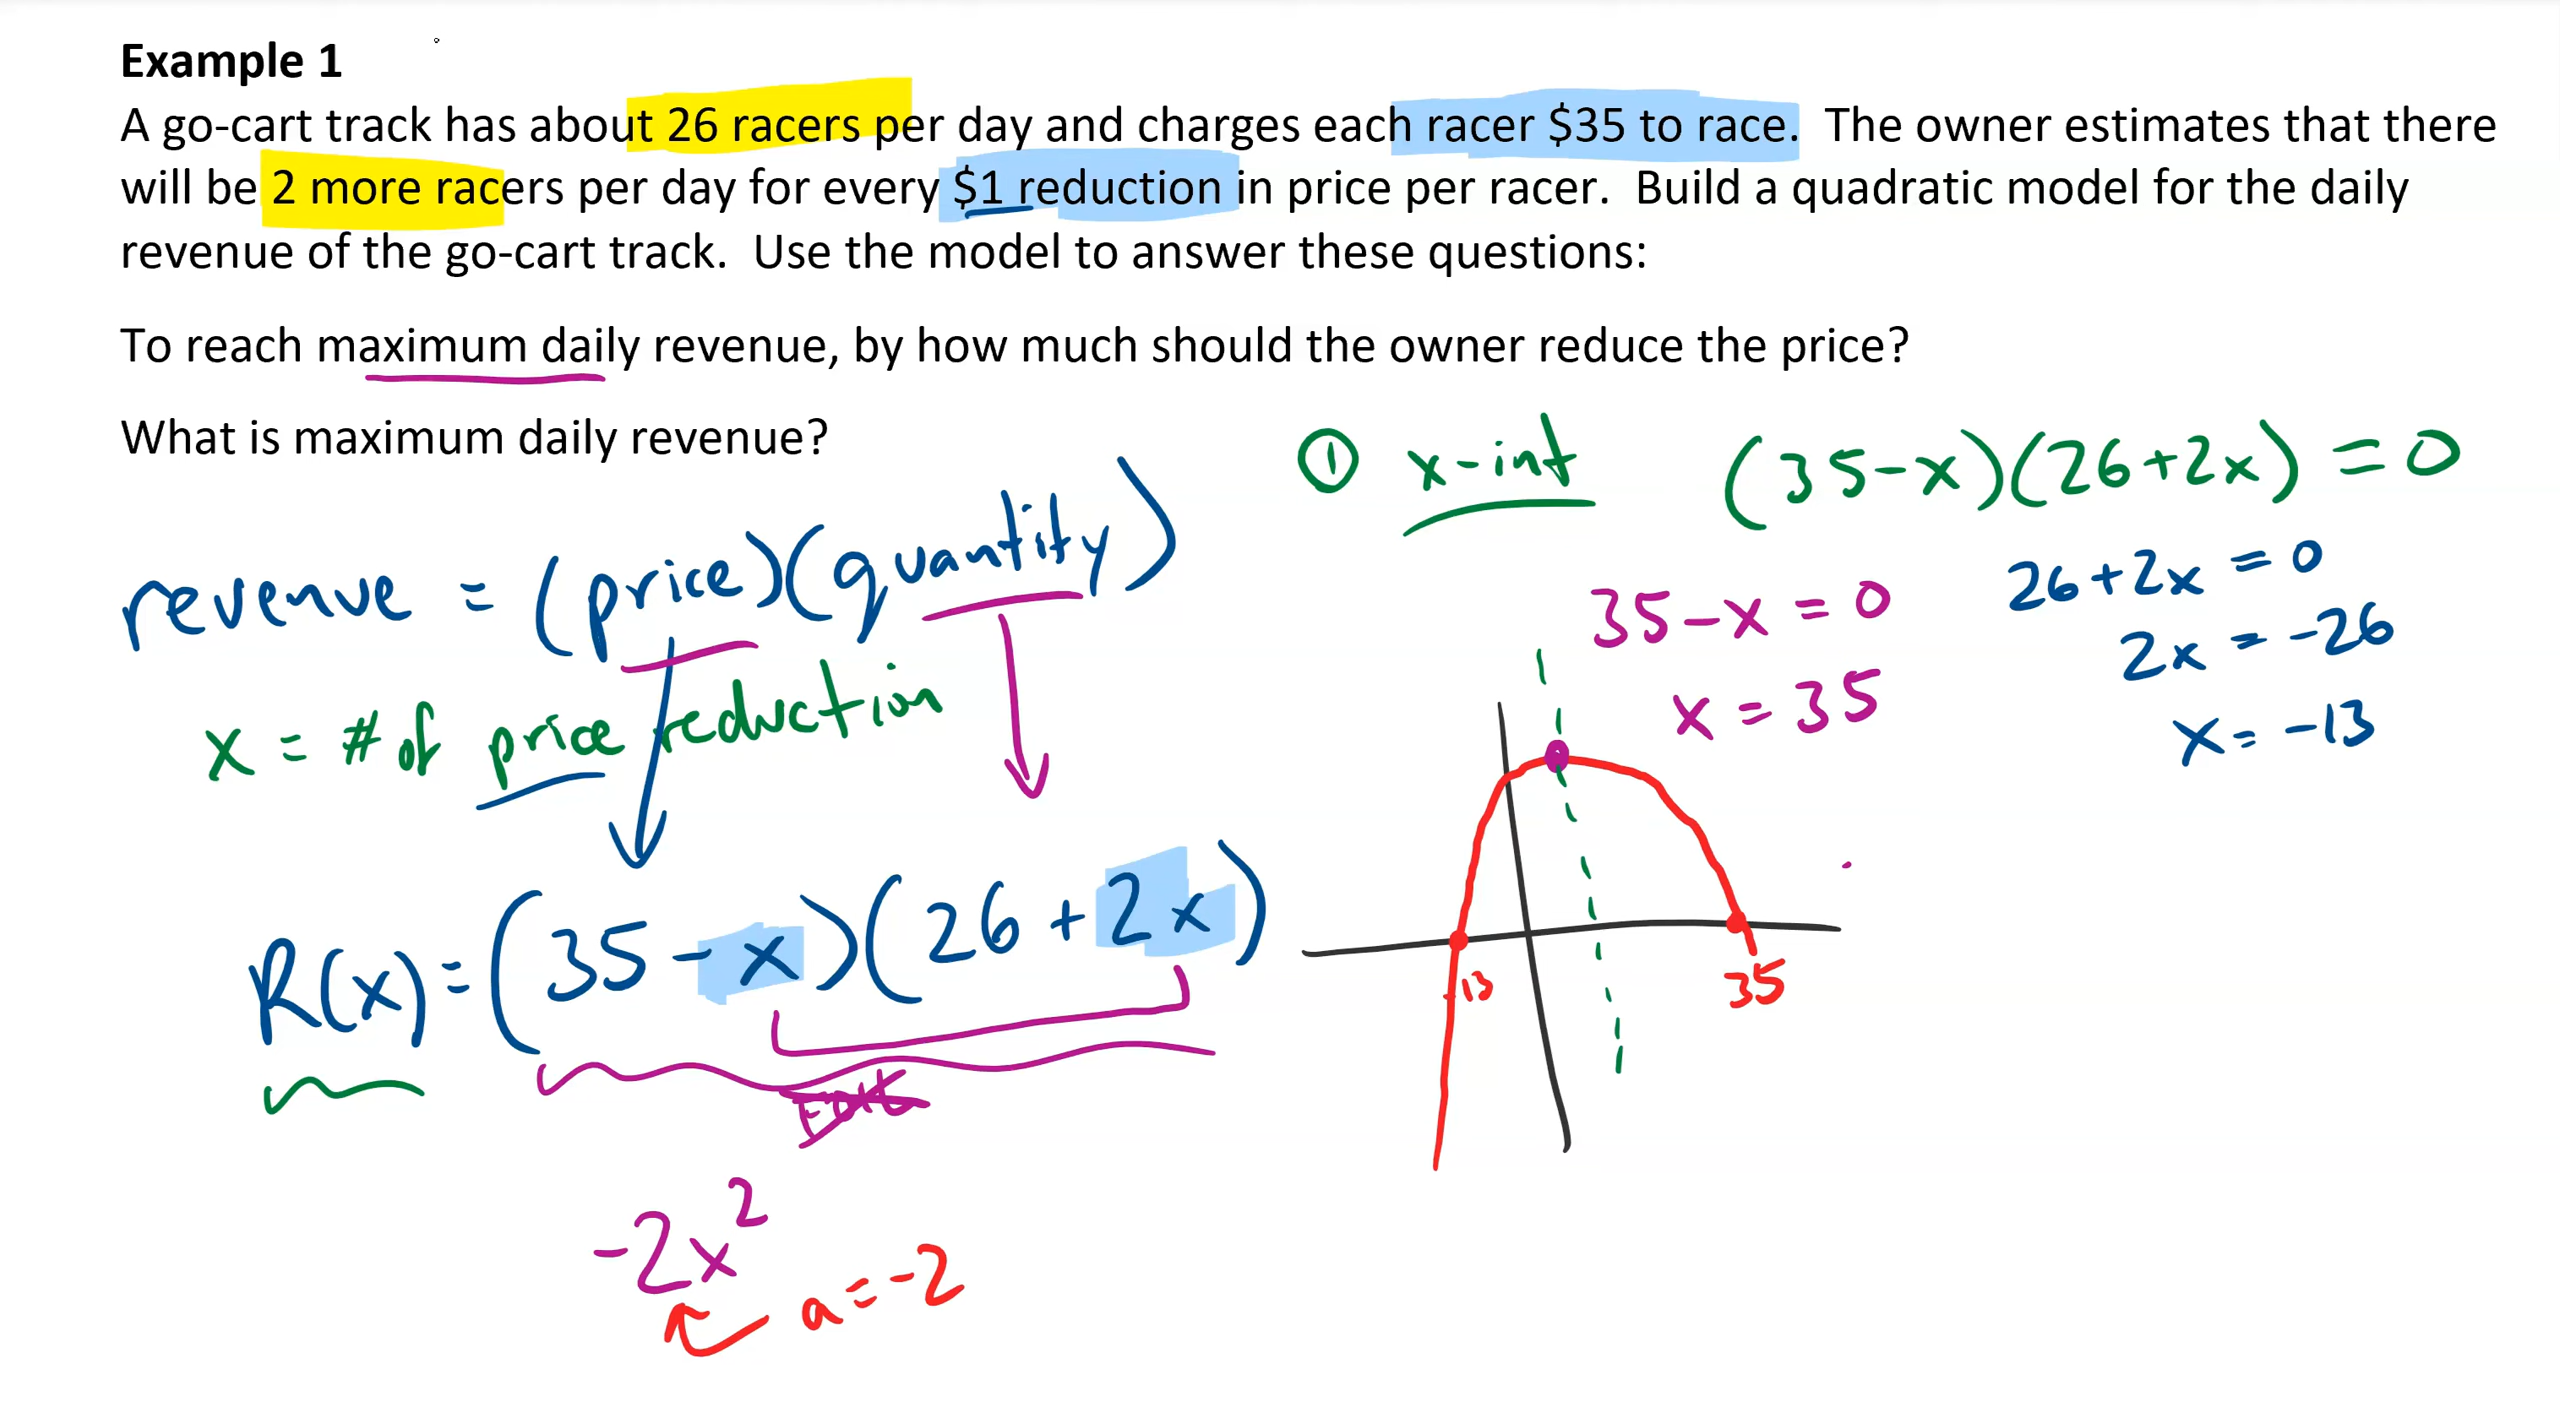 Example 1
A go-cart track has about 26 racers per day and charges each racer $35 to race. The owner estimates that there
will be 2 more racers per day for every $1 reduction in price per racer. Build a quadratic model for the daily
revenue of the go-cart track. Use the model to answer these questions:
To reach maximum daily revenue, by how much should the owner reduce the price?
What is maximum daily revenue?
revenue = (price)(quantity)
x = # of price reduction
R(x) = (35 - x)(26 + 2x)
-2x²
a = -2
① x-int (35-x)(26+2x) = 0
35-x = 0
x = 35
26+2x = 0
2x = -26
x = -13
-13
35